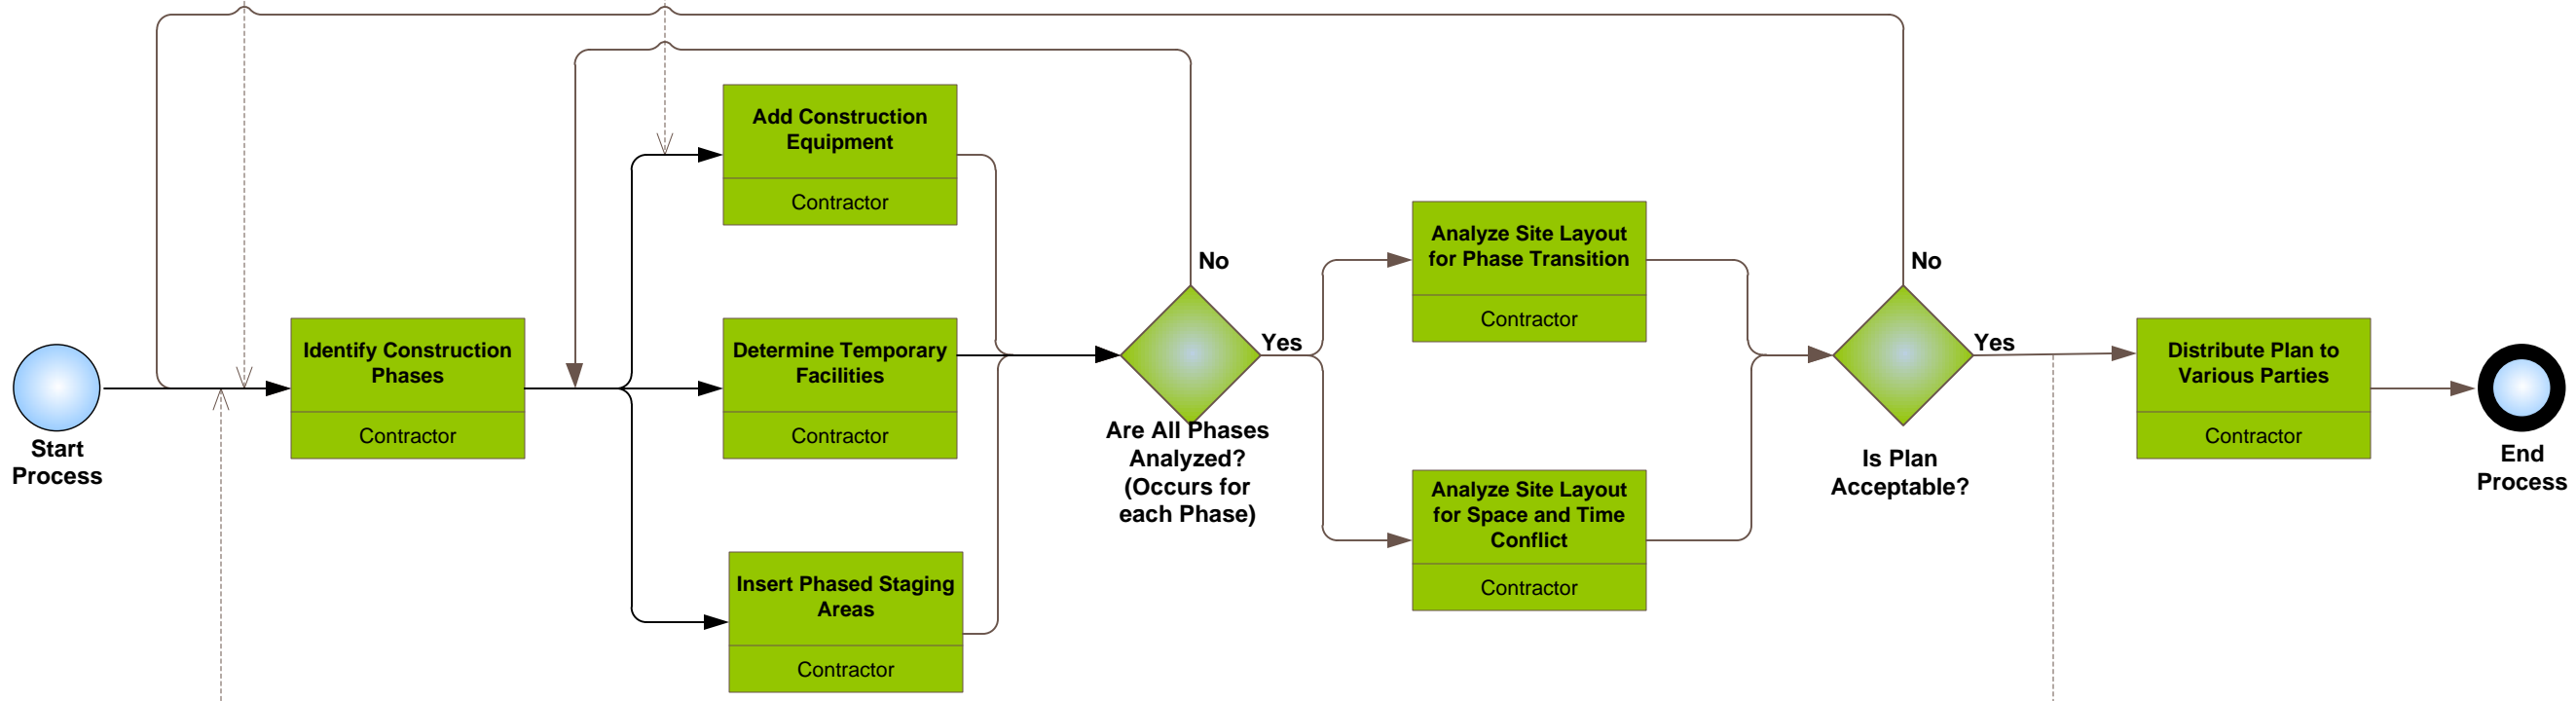 Start
Process
Identify Construction
Phases
Contractor
Add Construction
Equipment
Contractor
Determine Temporary
Facilities
Contractor
Insert Phased Staging
Areas
Contractor
No
Yes
Are All Phases
Analyzed?
(Occurs for
each Phase)
Analyze Site Layout
for Phase Transition
Contractor
Analyze Site Layout
for Space and Time
Conflict
Contractor
No
Yes
Is Plan
Acceptable?
Distribute Plan to
Various Parties
Contractor
End
Process